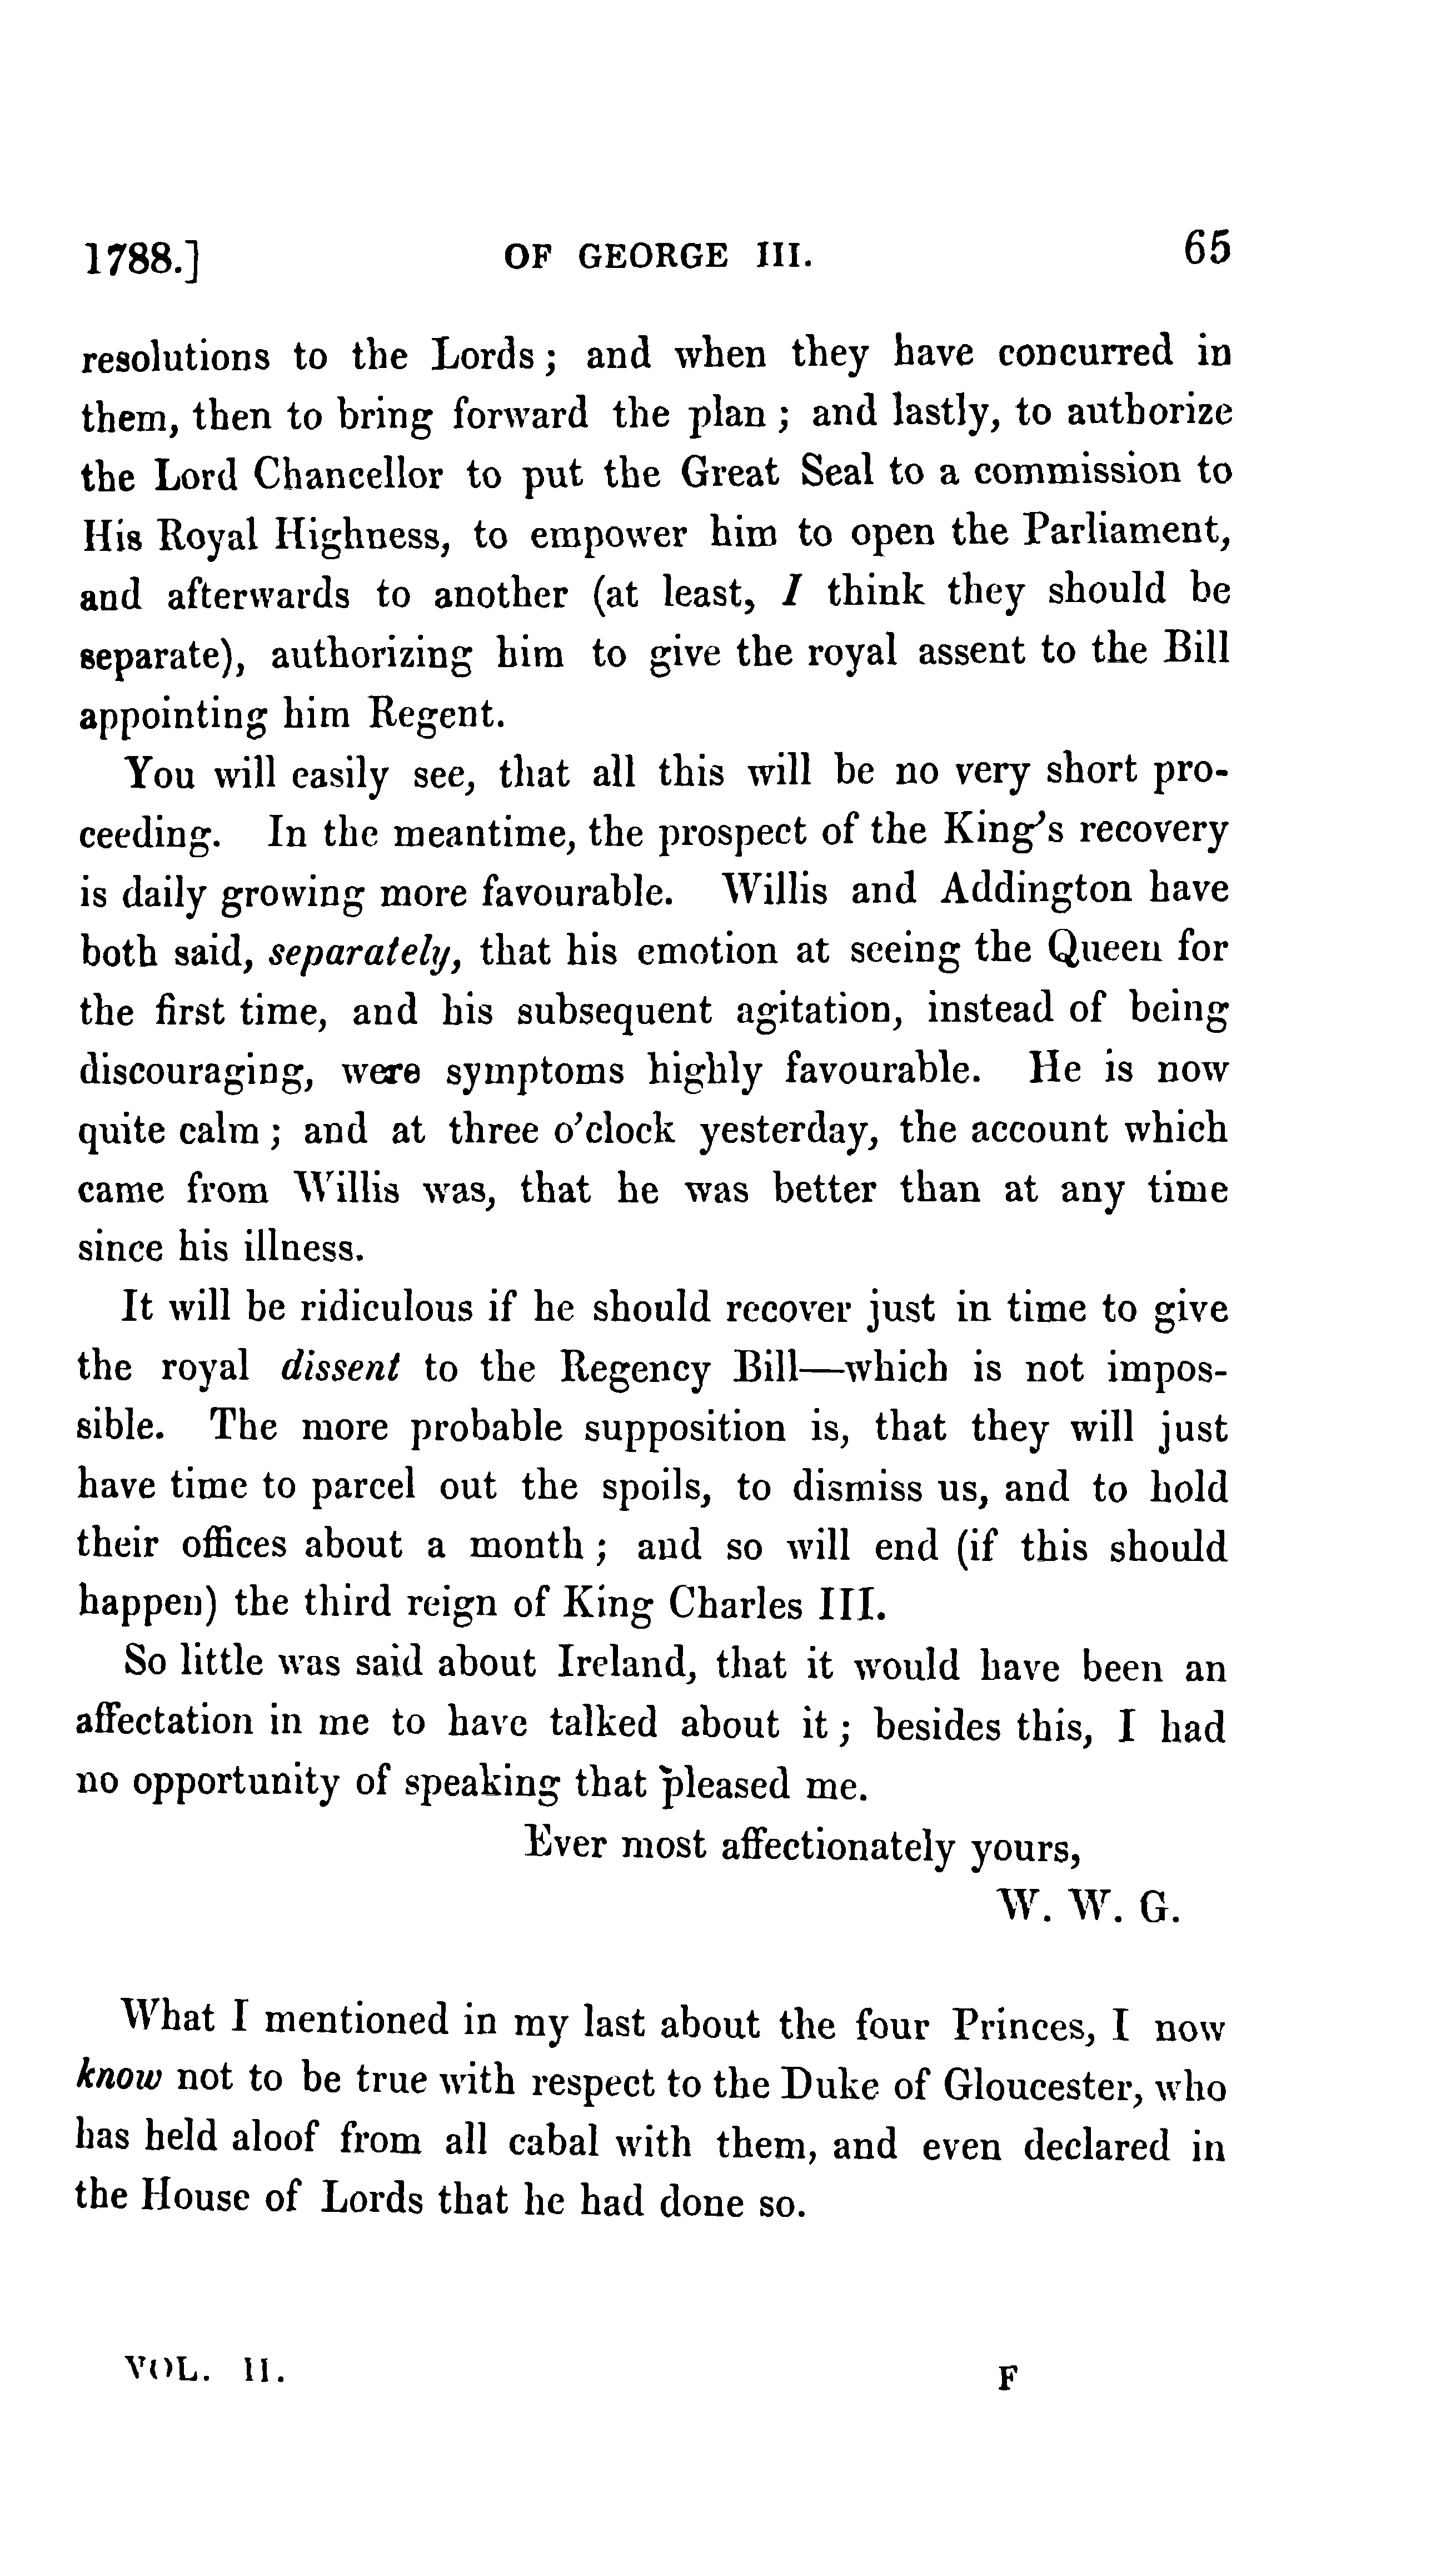 1788.] OF GEORGE III. 65
resolutions to the Lords; and when they have concurred in
them, then to bring forward the plan; and lastly, to authorize
the Lord Chancellor to put the Great Seal to a commission to
His Royal Highness, to empower him to open the Parliament,
and afterwards to another (at least, I think they should be
separate), authorizing him to give the royal assent to the Bill
appointing him Regent.
You will easily see, that all this will be no very short pro-
ceeding. In the meantime, the prospect of the King's recovery
is daily growing more favourable. Willis and Addington have
both said, separately, that his emotion at seeing the Queen for
the first time, and his subsequent agitation, instead of being
discouraging, were symptoms highly favourable. He is now
quite calm; and at three o'clock yesterday, the account which
came from Willis was, that he was better than at any time
since his illness.
It will be ridiculous if he should recover just in time to give
the royal dissent to the Regency Bill—which is not impos-
sible. The more probable supposition is, that they will just
have time to parcel out the spoils, to dismiss us, and to hold
their offices about a month; and so will end (if this should
happen) the third reign of King Charles III.
So little was said about Ireland, that it would have been an
affectation in me to have talked about it; besides this, I had
no opportunity of speaking that pleased me.
Ever most affectionately yours,
W. W. G.
What I mentioned in my last about the four Princes, I now
know not to be true with respect to the Duke of Gloucester, who
has held aloof from all cabal with them, and even declared in
the House of Lords that he had done so.
VOL. II. F